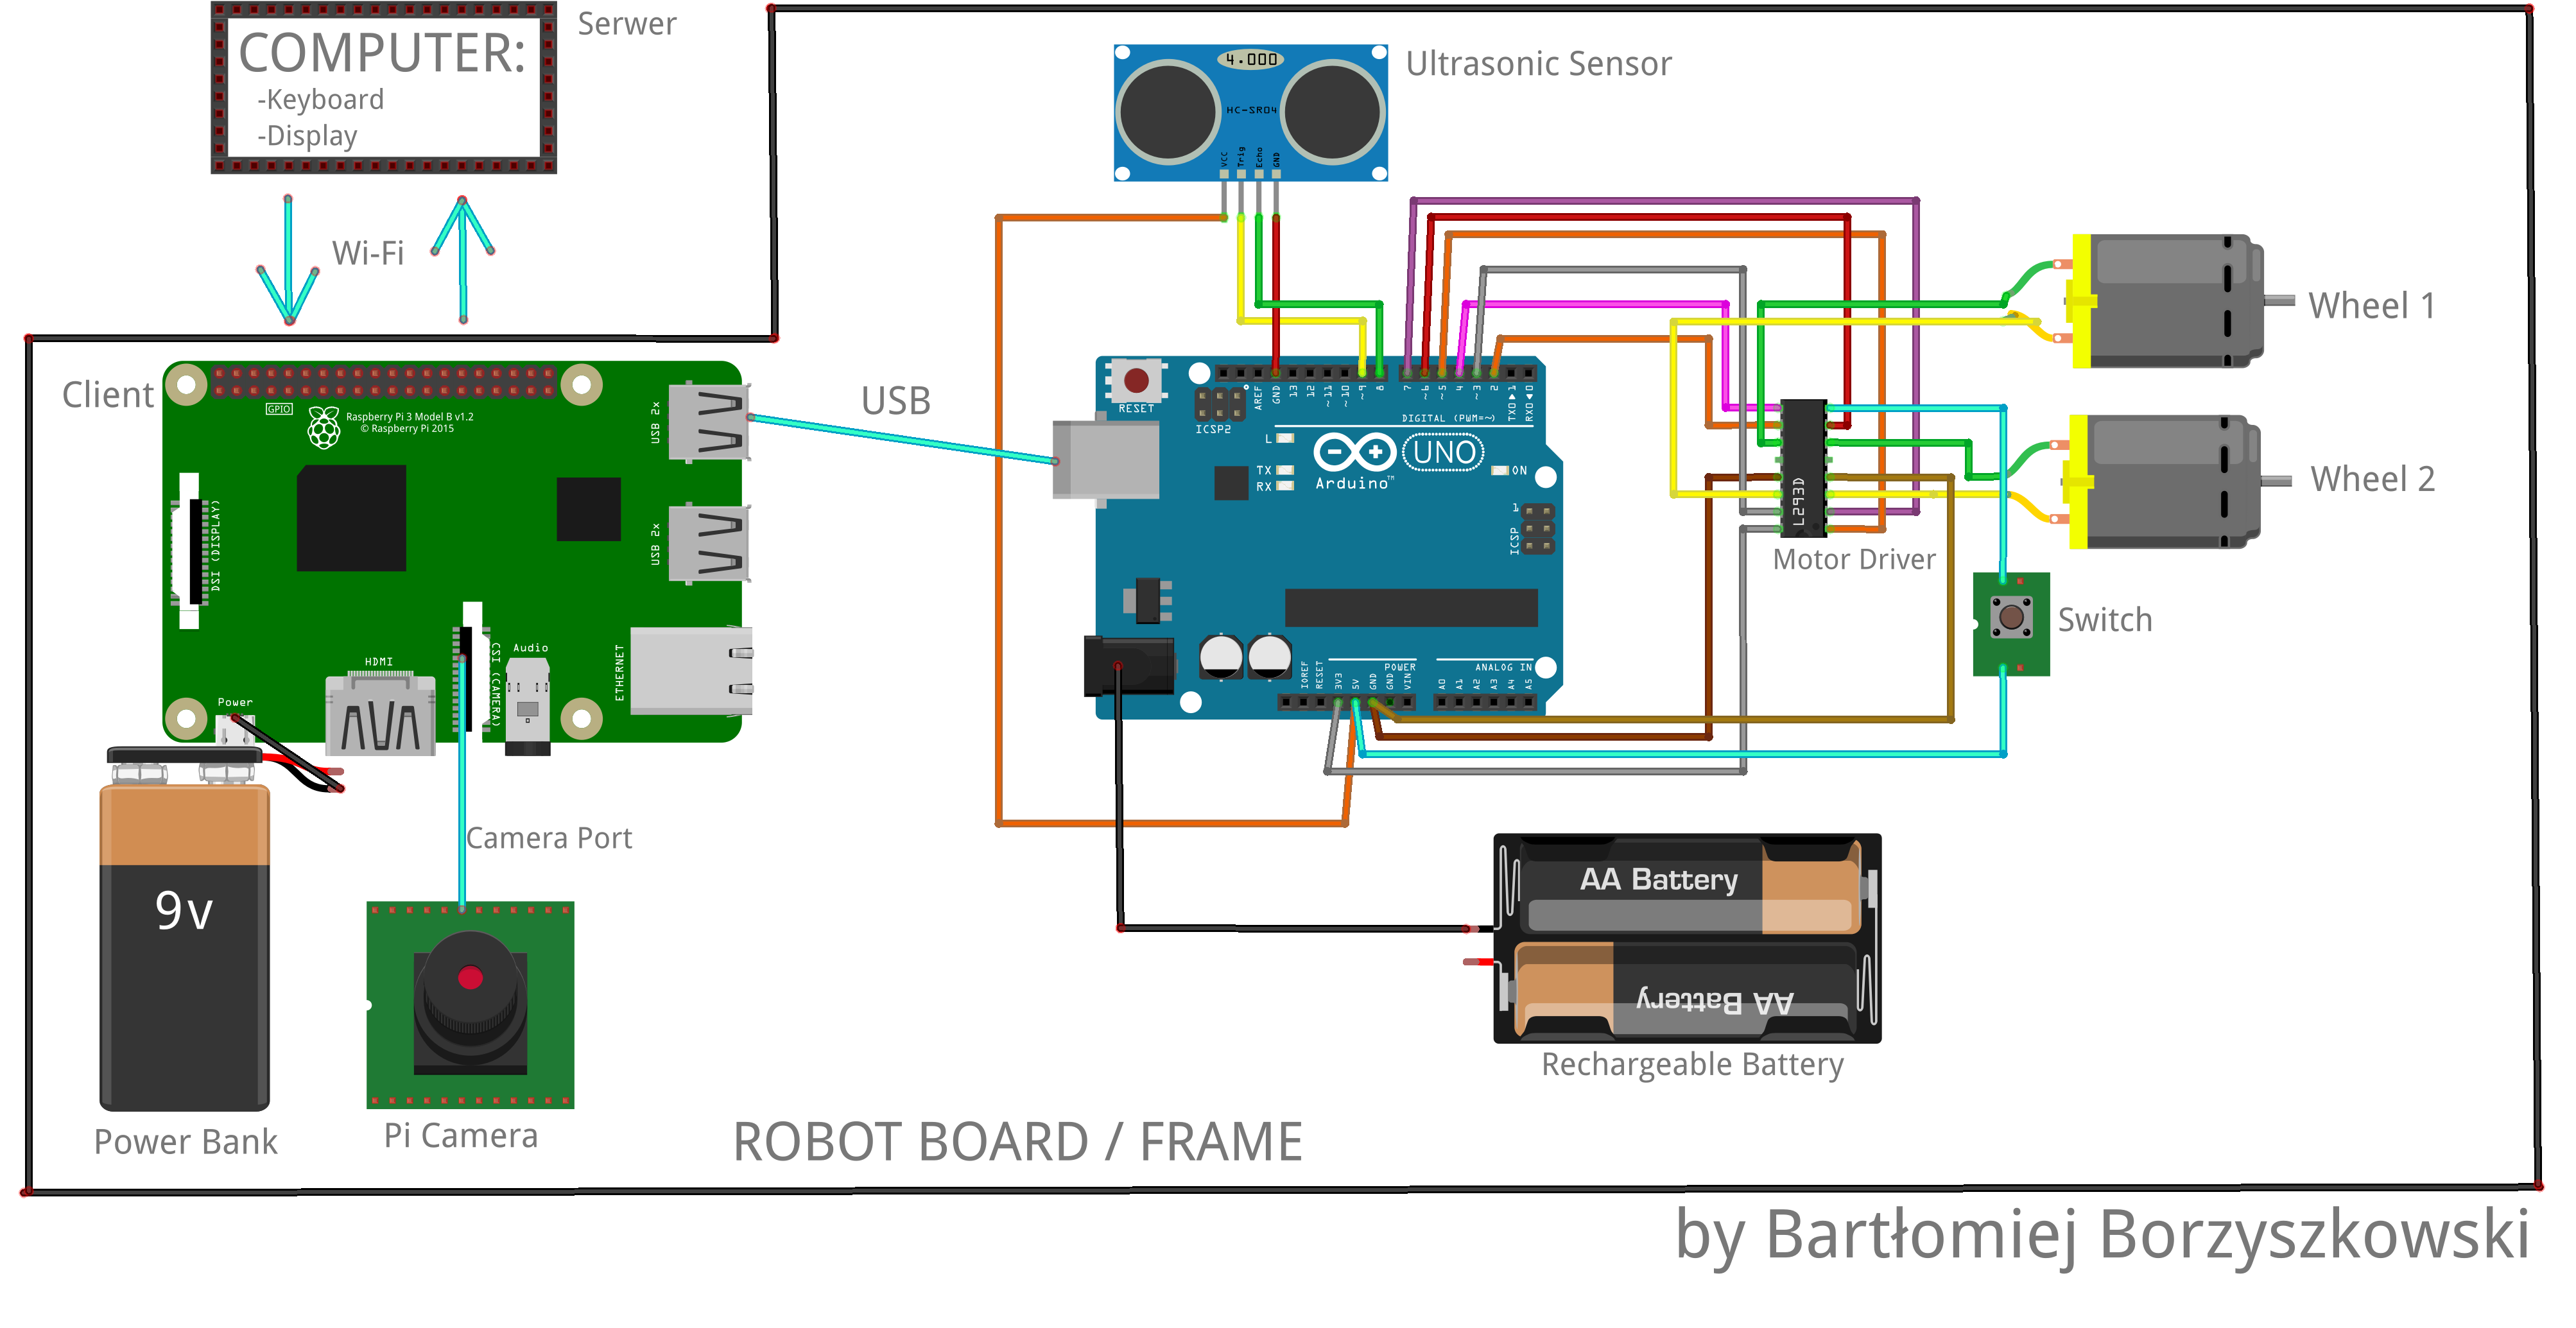 Serwer
COMPUTER:
-Keyboard
-Display
Wi-Fi
Ultrasonic Sensor
4.000
HC-SR04
VCC
Trig
Echo
GND
Wheel 1
Client
GPIO
Raspberry Pi 3 Model B v1.2
© Raspberry Pi 2015
USB 2x
USB
RESET
ICSP2
AREF
GND
13
12
~11
~10
~9
8
7
~6
~5
4
~3
2
TX0▶1
RX0◀0
DIGITAL (PWM=~)
L
TX
RX
Arduino™
UNO
ON
1
ICSP
L293D
Motor Driver
Wheel 2
Switch
DSI (DISPLAY)
USB 2x
HDMI
CSI (CAMERA)
Audio
ETHERNET
Power
IOREF
RESET
3V3
5V
GND
GND
VIN
POWER
ANALOG IN
A0
A1
A2
A3
A4
A5
Camera Port
9v
AA Battery
AA Battery
Rechargeable Battery
Power Bank
Pi Camera
ROBOT BOARD / FRAME
by Bartłomiej Borzyszkowski